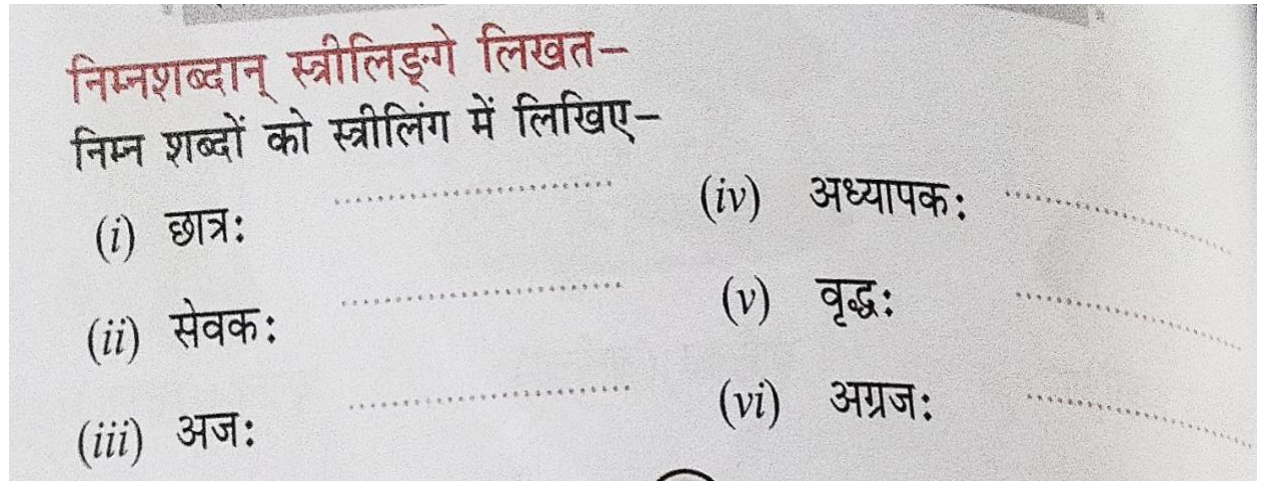 निम्नशब्दान् स्त्रीलिङ्गे लिखत–
निम्न शब्दों को स्त्रीलिंग में लिखिए–
(i) छात्रः ........................
(iv) अध्यापकः ........................
(ii) सेवकः ........................
(v) वृद्धः ........................
(iii) अजः ........................
(vi) अग्रजः ........................